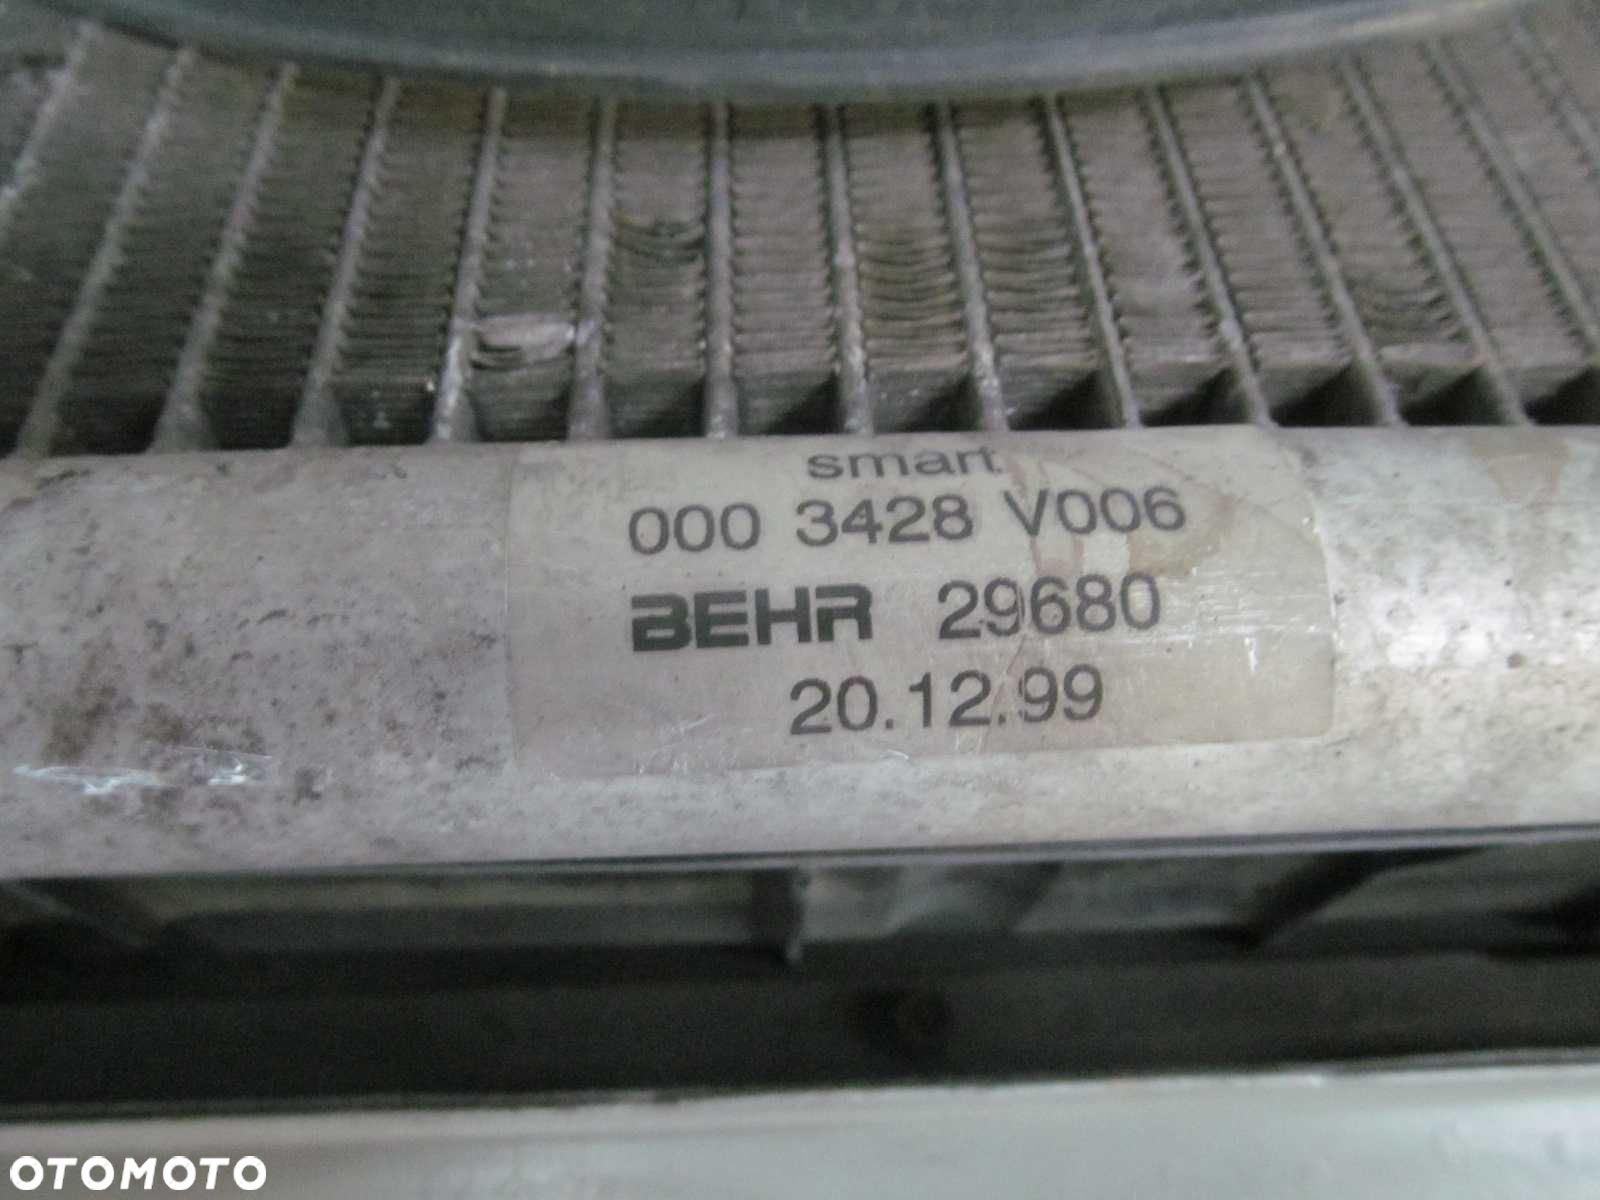 smart
000 3428 V006
BEHR 29680
20.12.99
OTOMOTO